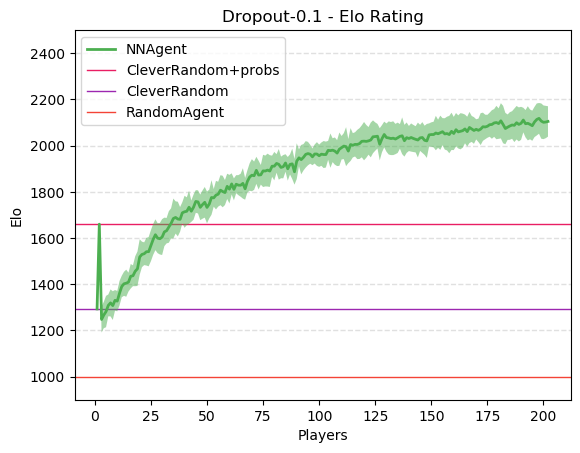 Dropout-0.1 - Elo Rating
NNAgent
CleverRandom+probs
CleverRandom
RandomAgent
Elo
2400
2200
2000
1800
1600
1400
1200
1000
0 25 50 75 100 125 150 175 200
Players